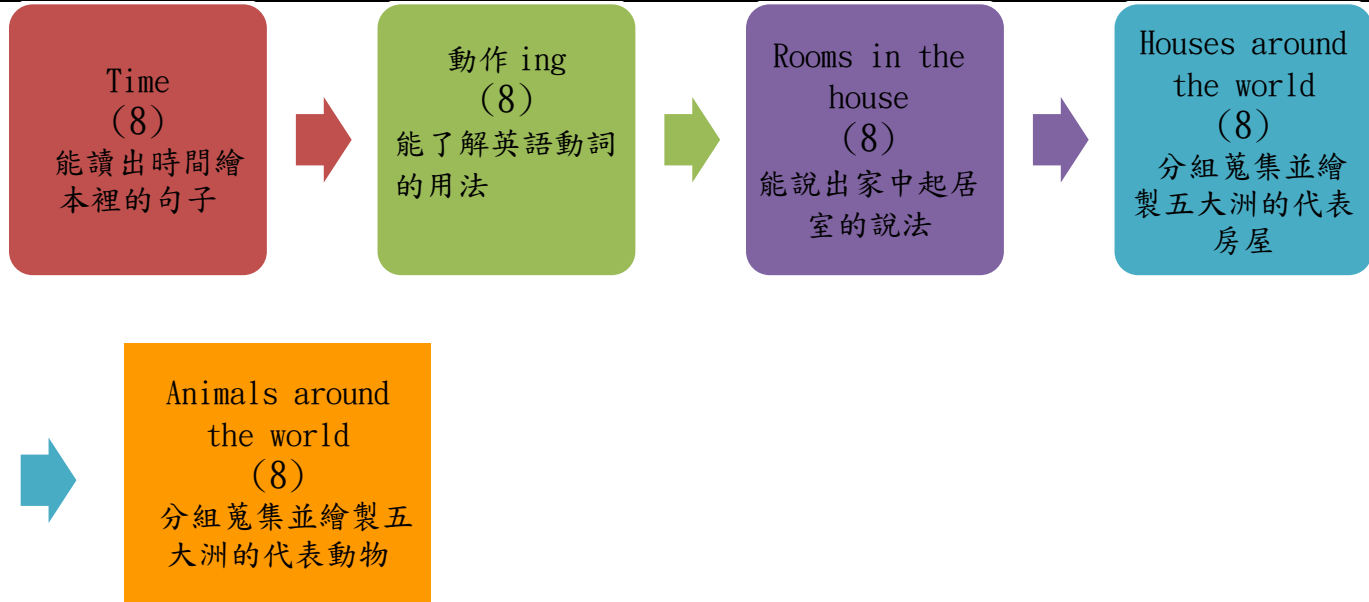 Time
(8)
能讀出時間繪
本裡的句子
動作 ing
(8)
能了解英語動詞
的用法
Rooms in the
house
(8)
能說出家中起居
室的說法
Houses around
the world
(8)
分組蒐集並繪
製五大洲的代表
房屋
Animals around
the world
(8)
分組蒐集並繪製五
大洲的代表動物